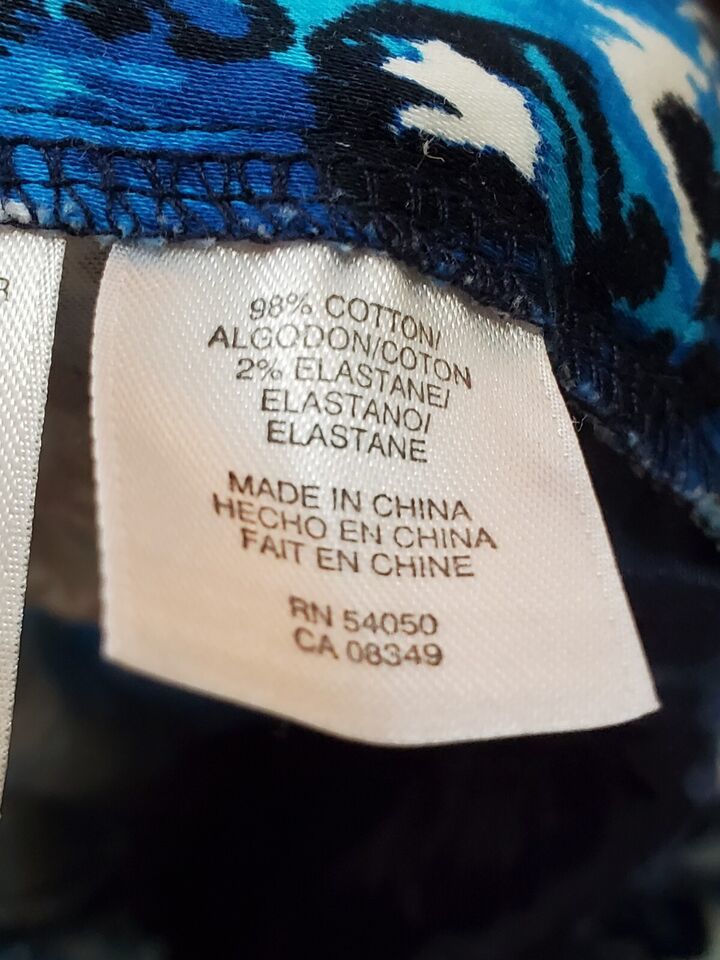 98% COTTON/
ALGODON/COTON
2% ELASTANE/
ELASTANO/
ELASTANE
MADE IN CHINA
HECHO EN CHINA
FAIT EN CHINE
RN 54050
CA 08349